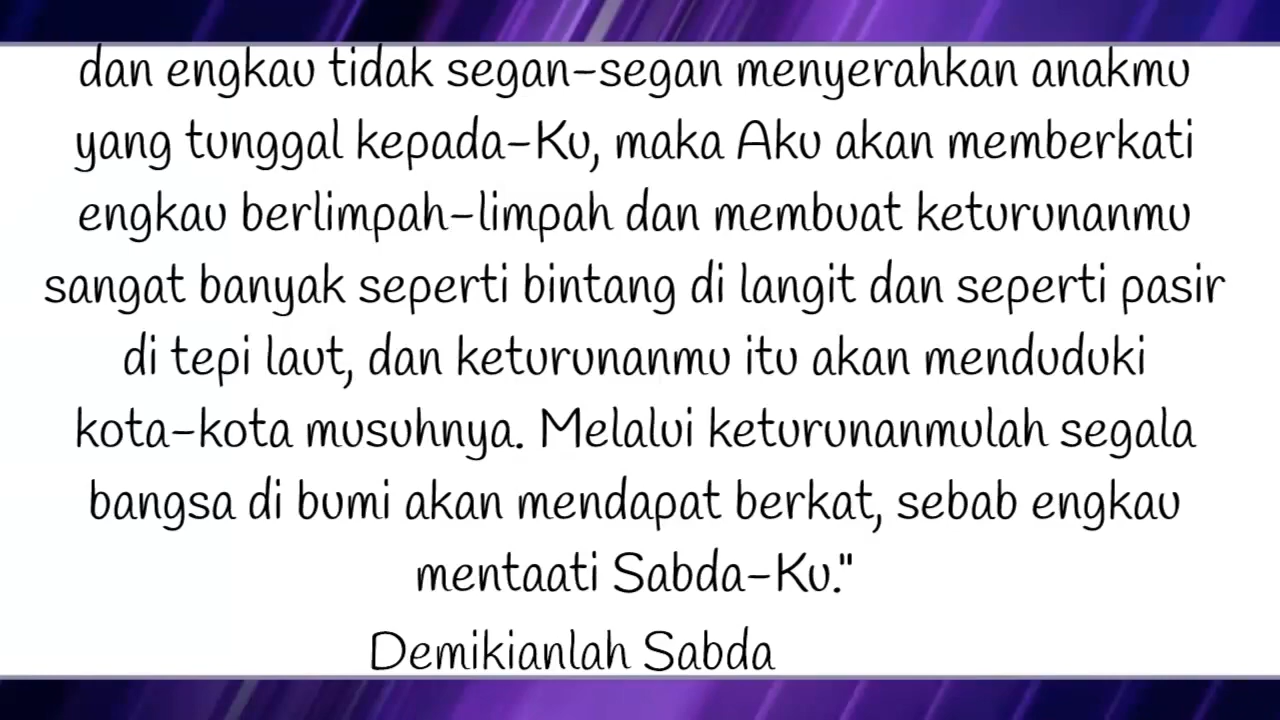 dan engkau tidak segan-segan menyerahkan anakmu
yang tunggal kepada-Ku, maka Aku akan memberkati
engkau berlimpah-limpah dan membuat keturunanmu
sangat banyak seperti bintang di langit dan seperti pasir
di tepi laut, dan keturunanmu itu akan menduduki
kota-kota musuhnya. Melalui keturunanmulah segala
bangsa di bumi akan mendapat berkat, sebab engkau
mentaati Sabda-Ku."
Demikianlah Sabda